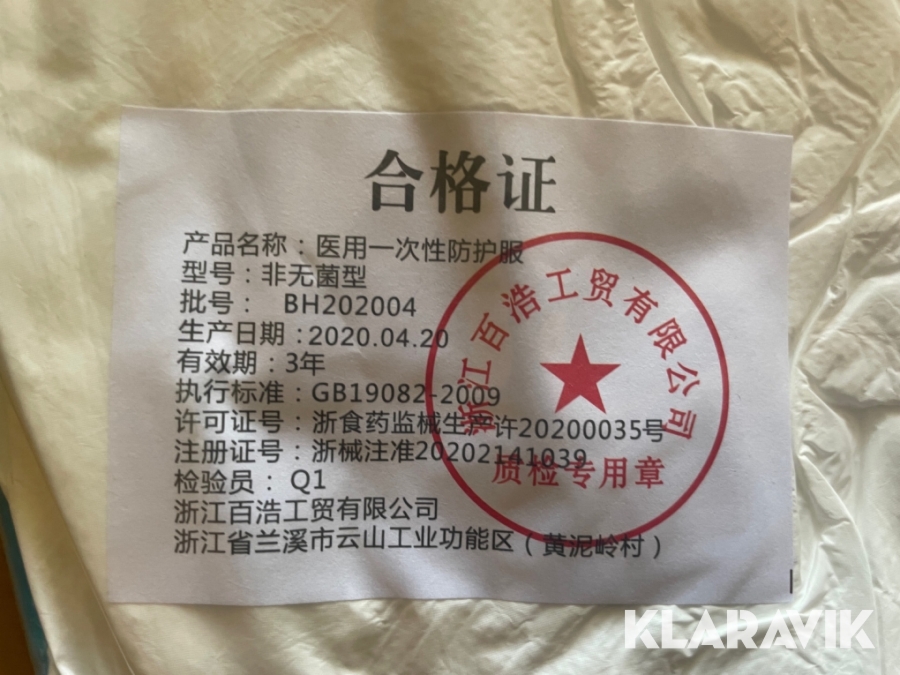 合格证
产品名称：医用一次性防护服
型号：非无菌型
批号： BH202004
生产日期：2020.04.20
有效期：3年
执行标准：GB19082-2009
许可证号：浙食药监械生产许20200035号
注册证号：浙械注准20202141039
检验员： Q1
浙江百浩工贸有限公司
浙江省兰溪市云山工业功能区（黄泥岭村）
浙江百浩工贸有限公司
质检专用章
KLARAVIK